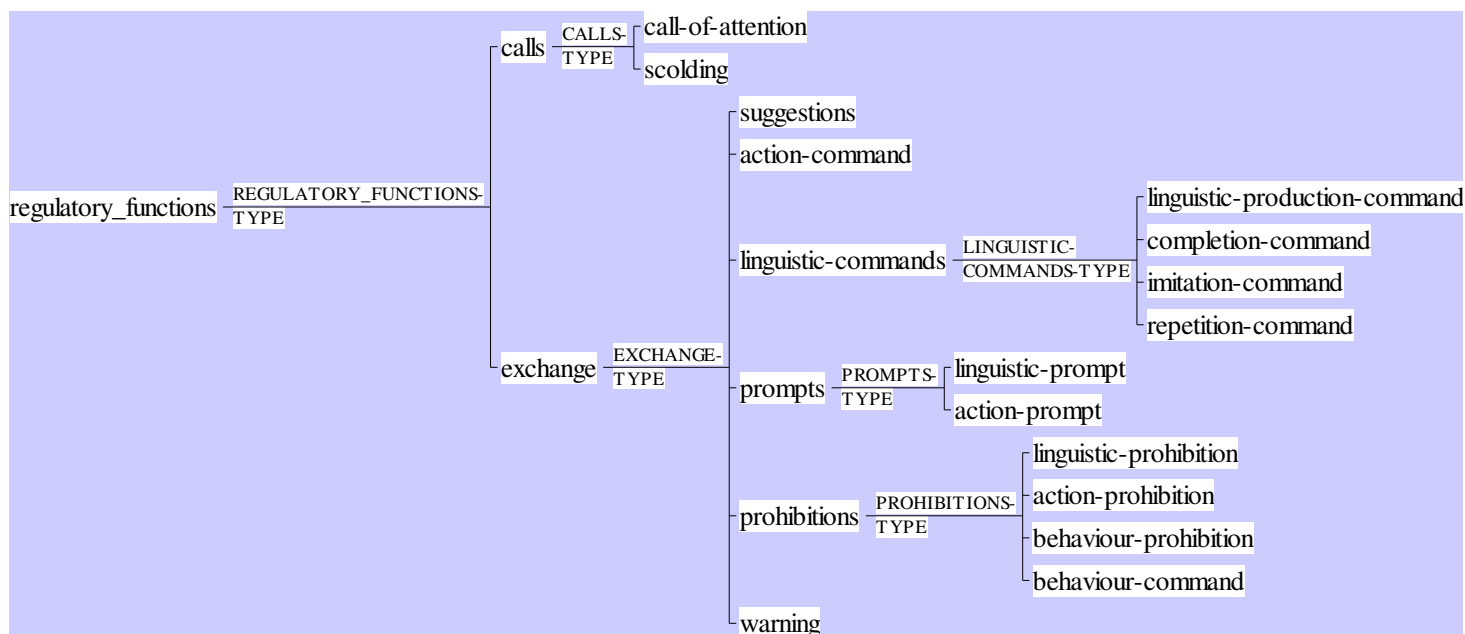 call-of-attention
calls
CALLS-
TYPE
scolding
suggestions
action-command
regulatory_functions
REGULATORY_FUNCTIONS-
TYPE
linguistic-production-command
completion-command
linguistic-commands
LINGUISTIC-
COMMANDS-TYPE
imitation-command
repetition-command
exchange
EXCHANGE-
TYPE
prompts
PROMPTS-
TYPE
linguistic-prompt
action-prompt
linguistic-prohibition
action-prohibition
prohibitions
PROHIBITIONS-
TYPE
behaviour-prohibition
behaviour-command
warning